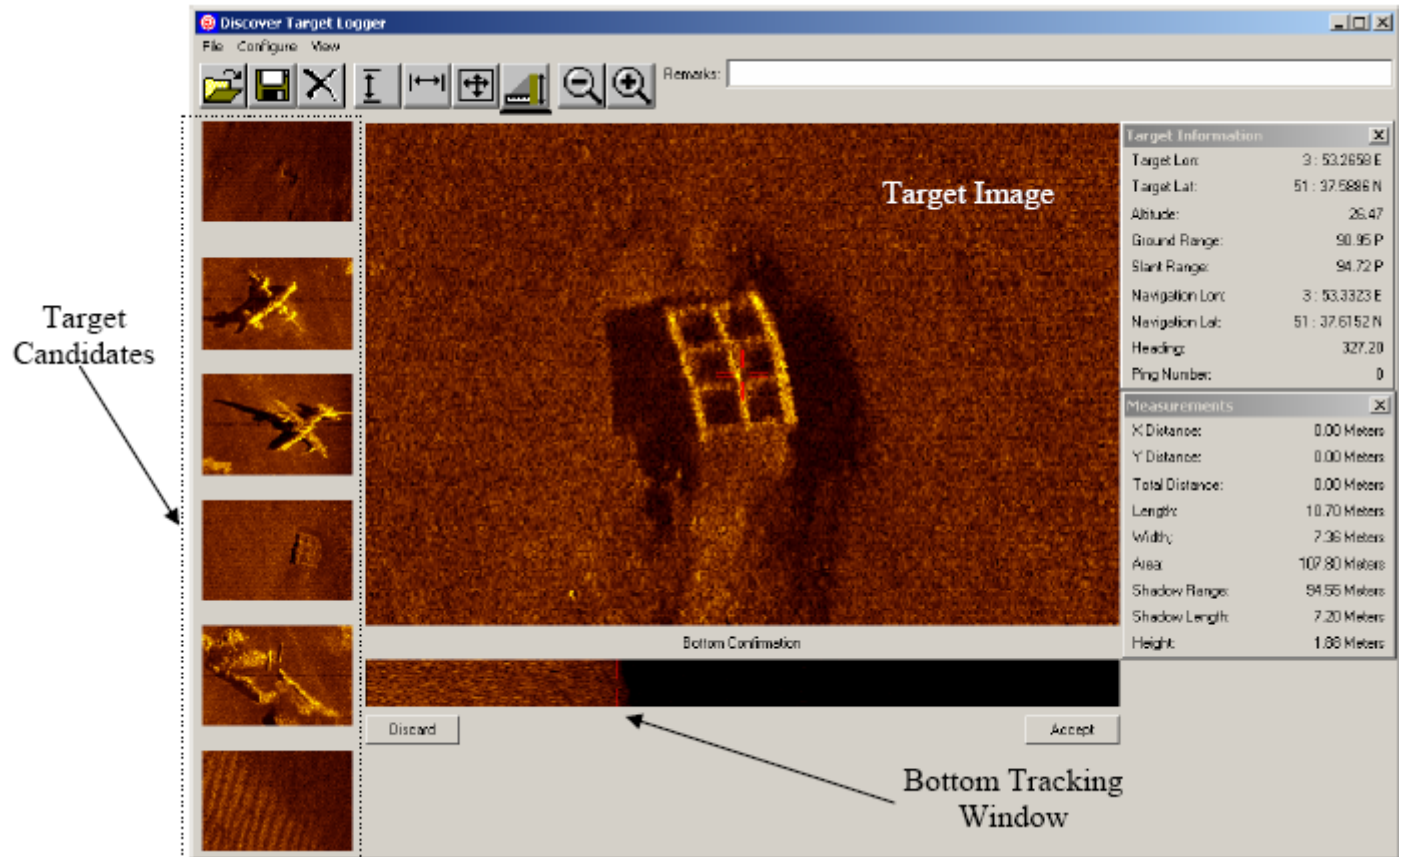 Discover Target Logger
File Configure View
Remarks:
Target Candidates
Target Image
Target Information
Target Lon: 3 : 53.2658 E
Target Lat: 51 : 37.5886 N
Altitude: 26.47
Ground Range: 90.95 P
Slant Range: 94.72 P
Navigation Lon: 3 : 53.3323 E
Navigation Lat: 51 : 37.6152 N
Heading: 327.20
Ping Number: 0
Measurements
X Distance: 0.00 Meters
Y Distance: 0.00 Meters
Total Distance: 0.00 Meters
Length: 10.70 Meters
Width: 7.36 Meters
Area: 107.80 Meters
Shadow Range: 94.55 Meters
Shadow Length: 7.20 Meters
Height: 1.88 Meters
Bottom Confirmation
Discard
Accept
Bottom Tracking
Window